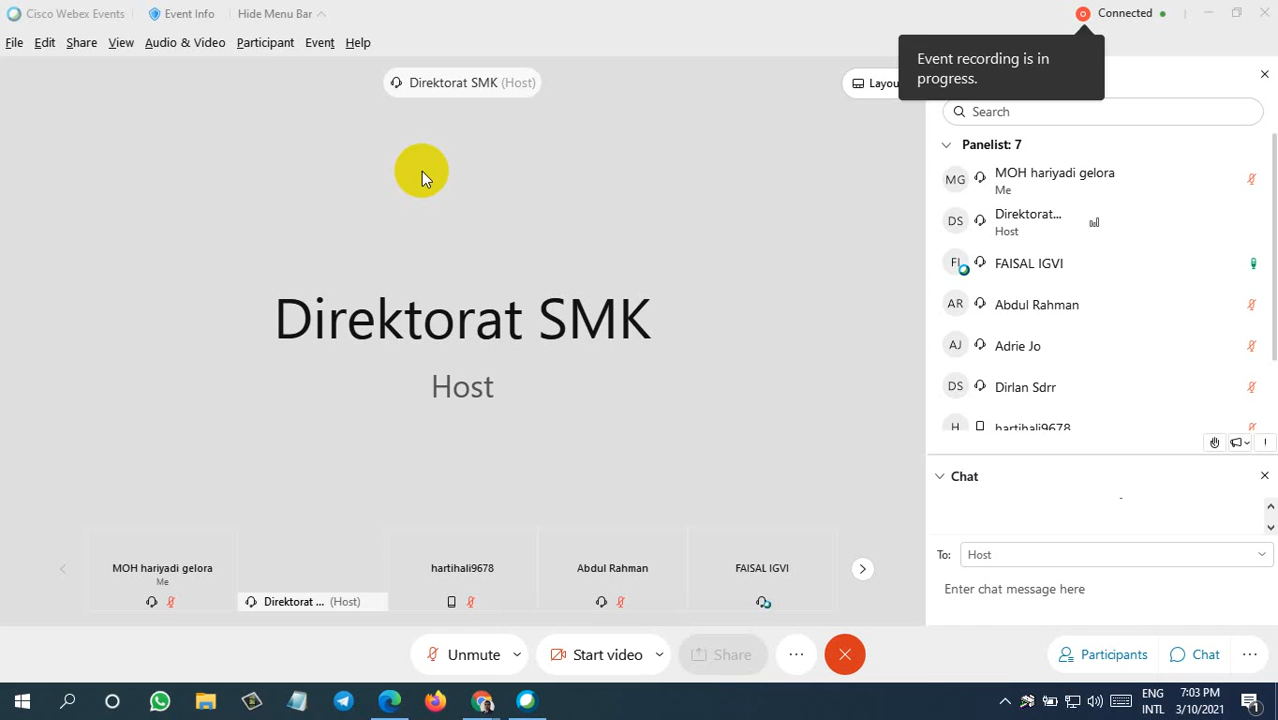 Cisco Webex Events Event Info Hide Menu Bar Connected
File Edit Share View Audio & Video Participant Event Help
Event recording is in
progress.
Direktorat SMK (Host)
Search
Panelist: 7
MG MOH hariyadi gelora
Me
DS Direktorat...
Host
FI FAISAL IGVI
AR Abdul Rahman
AJ Adrie Jo
DS Dirlan Sdrr
H hartihali9678
Direktorat SMK
Host
Chat
To: Host
Enter chat message here
MOH hariyadi gelora
Me
Direktorat ... (Host)
hartihali9678
Abdul Rahman
FAISAL IGVI
Unmute Start video Share Participants Chat
ENG
INTL
7:03 PM
3/10/2021
1